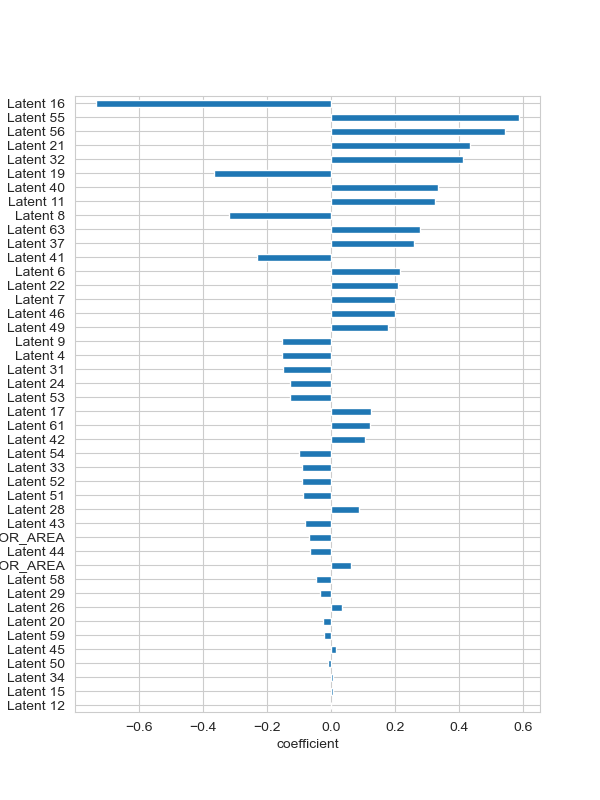 Latent 16
Latent 55
Latent 56
Latent 21
Latent 32
Latent 19
Latent 40
Latent 11
Latent 8
Latent 63
Latent 37
Latent 41
Latent 6
Latent 22
Latent 7
Latent 46
Latent 49
Latent 9
Latent 4
Latent 31
Latent 24
Latent 53
Latent 17
Latent 61
Latent 42
Latent 54
Latent 33
Latent 52
Latent 51
Latent 28
Latent 43
OR_AREA
Latent 44
OR_AREA
Latent 58
Latent 29
Latent 26
Latent 20
Latent 59
Latent 45
Latent 50
Latent 34
Latent 15
Latent 12
−0.6 −0.4 −0.2 0.0 0.2 0.4 0.6
coefficient